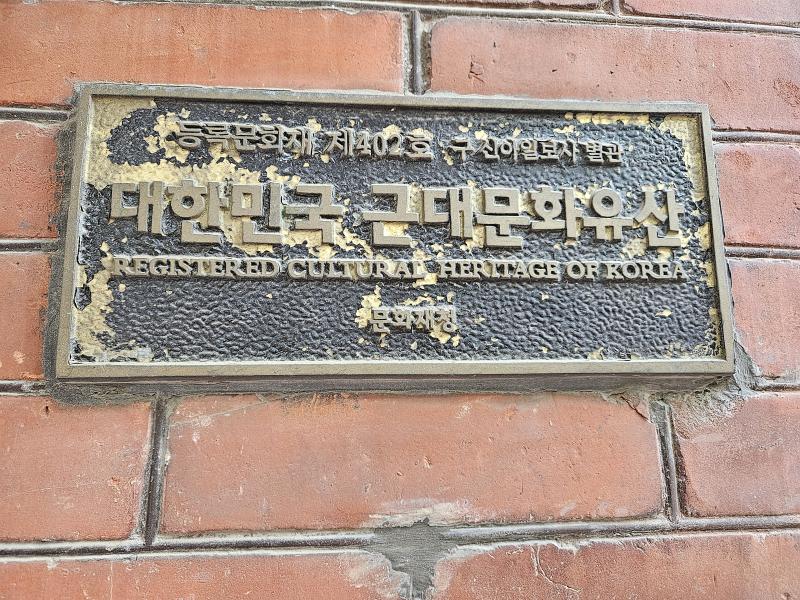 등록문화재 제402호 구 신아일보사 별관
대한민국 근대문화유산
REGISTERED CULTURAL HERITAGE OF KOREA
문화재청